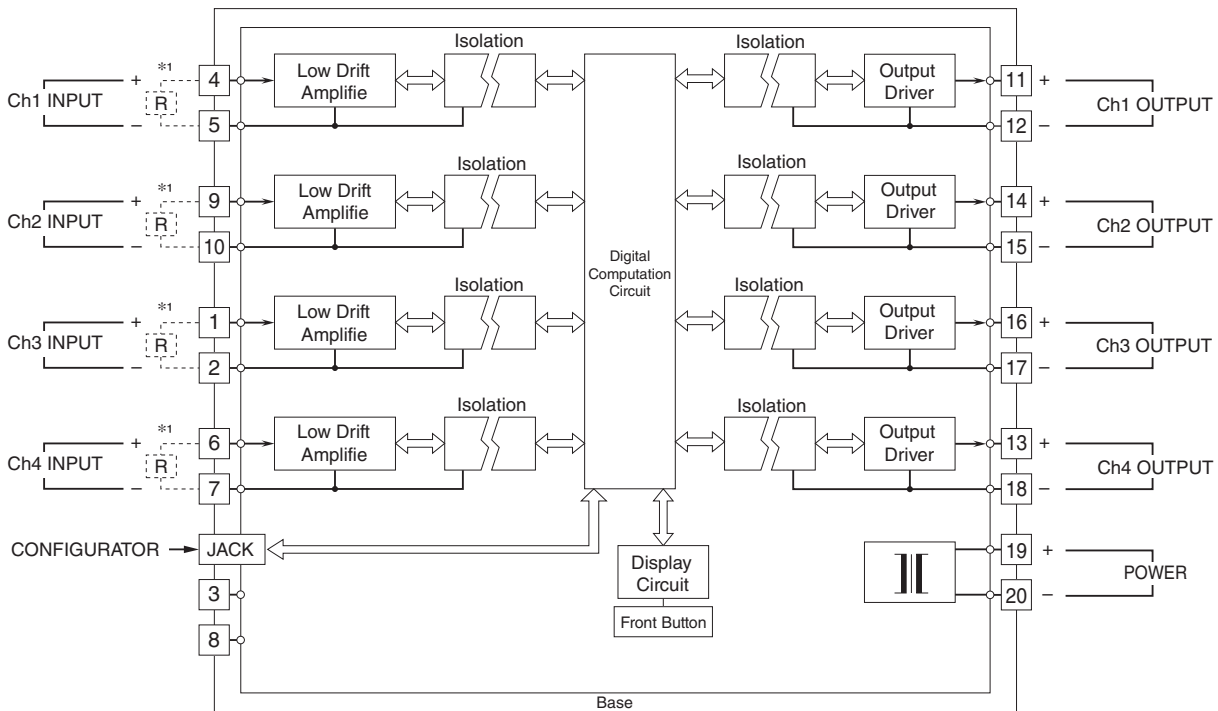 Isolation
Isolation
*1
+
4
Low Drift
Amplifie
Output
Driver
11
+
Ch1 INPUT
R
Ch1 OUTPUT
−
5
12
−
Isolation
Isolation
*1
+
9
Low Drift
Amplifie
Output
Driver
14
+
Ch2 INPUT
R
Ch2 OUTPUT
−
10
15
−
Digital
Computation
Circuit
Isolation
Isolation
*1
+
1
Low Drift
Amplifie
Output
Driver
16
+
Ch3 INPUT
R
Ch3 OUTPUT
−
2
17
−
Isolation
Isolation
*1
+
6
Low Drift
Amplifie
Output
Driver
13
+
Ch4 INPUT
R
Ch4 OUTPUT
−
7
18
−
CONFIGURATOR
JACK
Display
Circuit
19
+
POWER
3
20
−
Front Button
8
Base